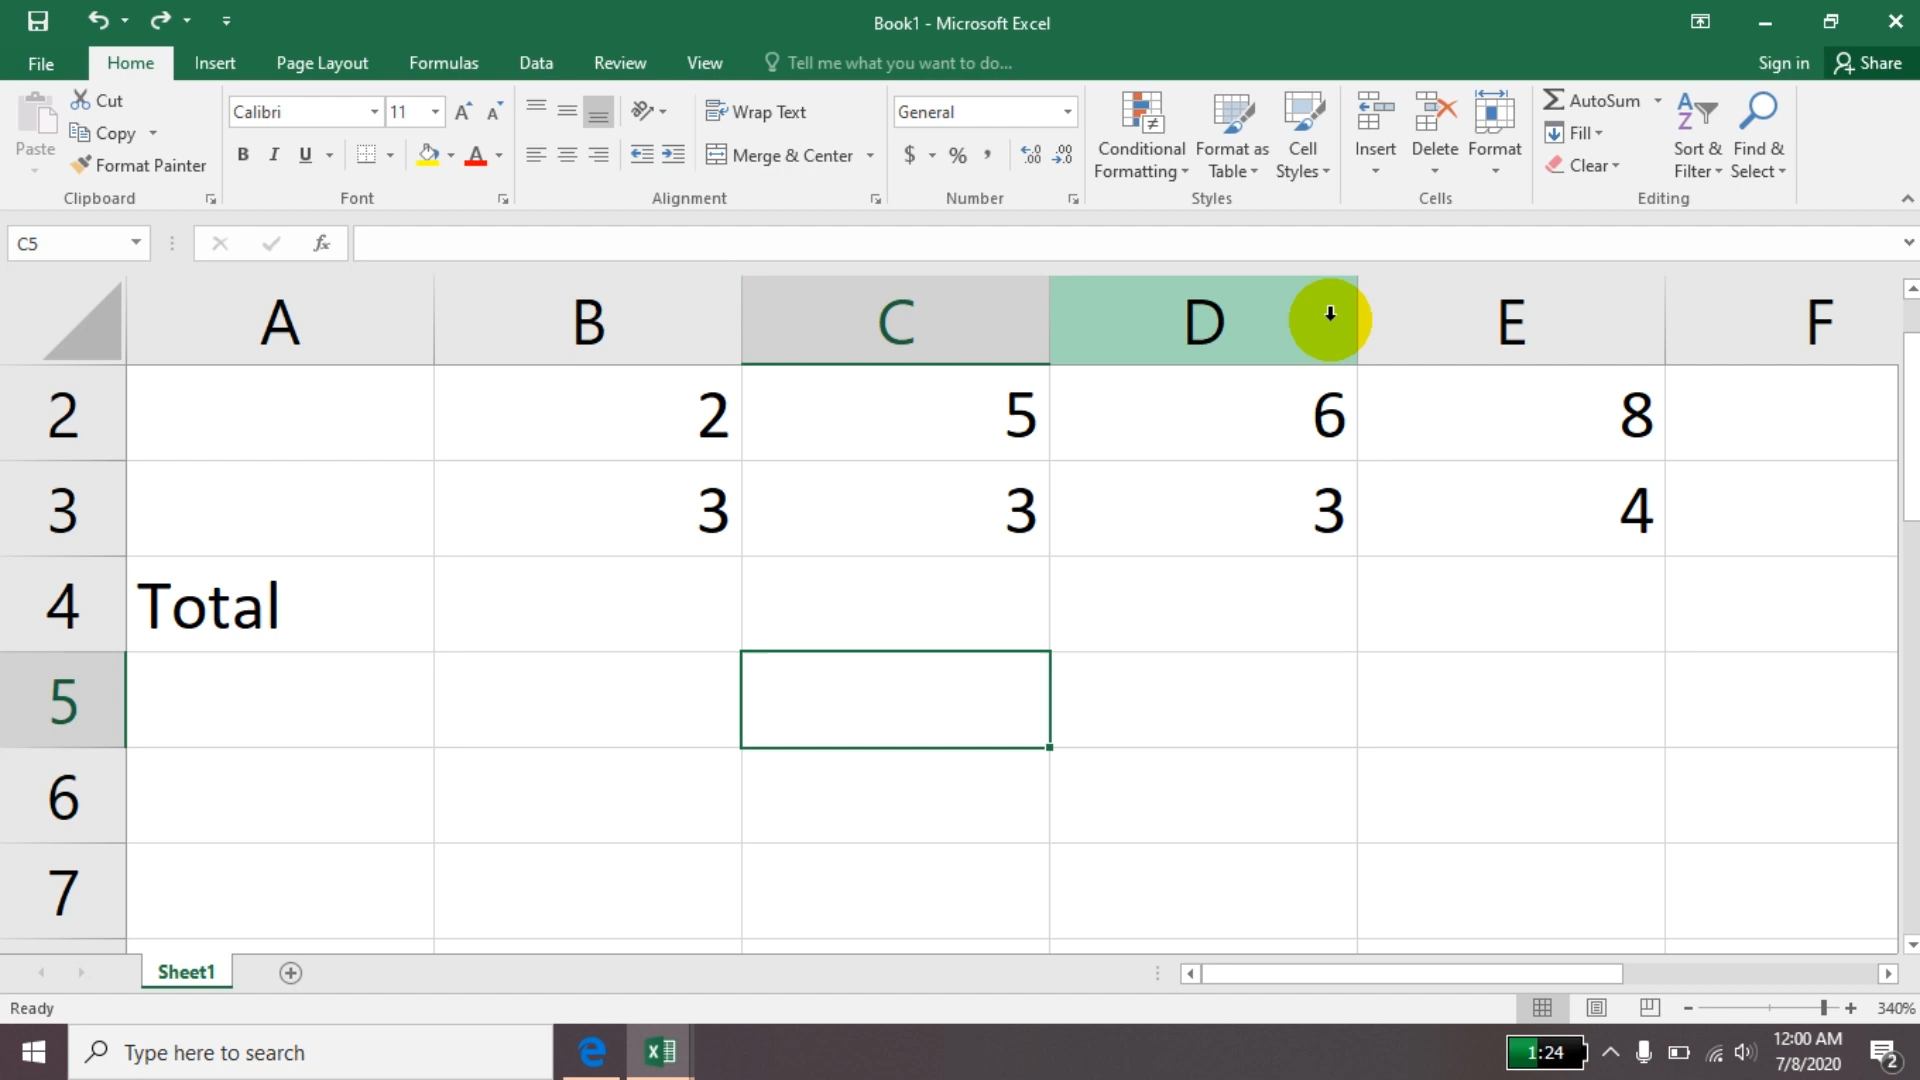 Book1 - Microsoft Excel
File Home Insert Page Layout Formulas Data Review View Tell me what you want to do... Sign in Share
Paste
Cut
Copy
Format Painter
Clipboard
Calibri 11
B I U A
Font
Wrap Text
Merge & Center
Alignment
General
$ % ,
Number
Conditional Formatting
Format as Table
Cell Styles
Styles
Insert Delete Format
Cells
AutoSum
Fill
Clear
Sort & Filter
Find & Select
Editing
C5 fx
A B C D E F
2 2 5 6 8
3 3 3 3 4
4 Total
5
6
7
Sheet1
Ready 340%
Type here to search 1:24 12:00 AM
7/8/2020 2